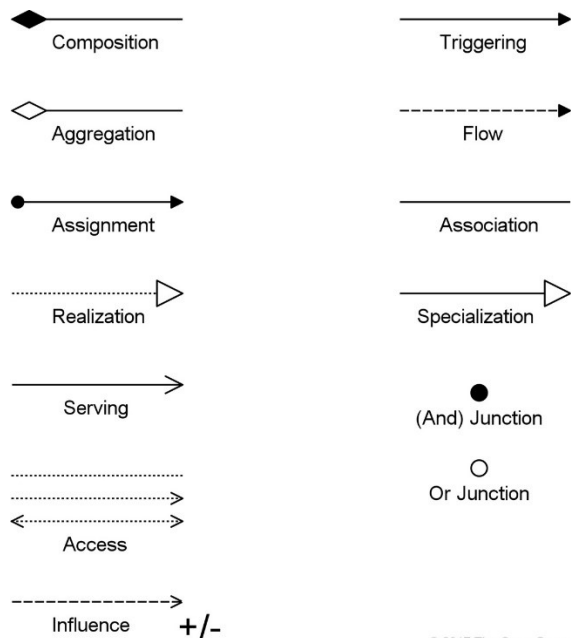 Composition
Triggering
Aggregation
Flow
Assignment
Association
Realization
Specialization
Serving
(And) Junction
Or Junction
Access
Influence +/-